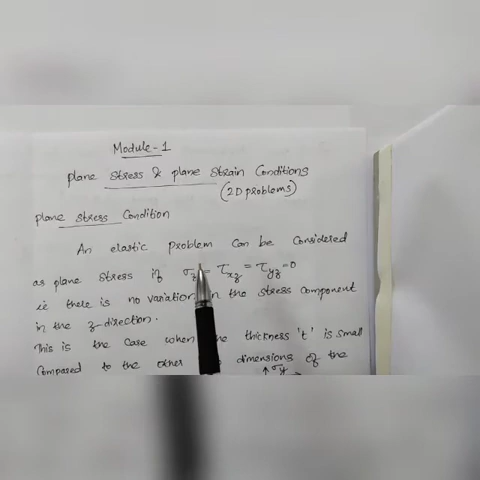 Module-1
plane stress & plane strain Conditions
(2D problems)
plane stress Condition
An elastic problem can be considered
as plane stress if σz = τxz = τyz = 0
ie there is no variation in the stress component
in the z-direction.
This is the case when the thickness 't' is small
Compared to the other dimensions of the
σy